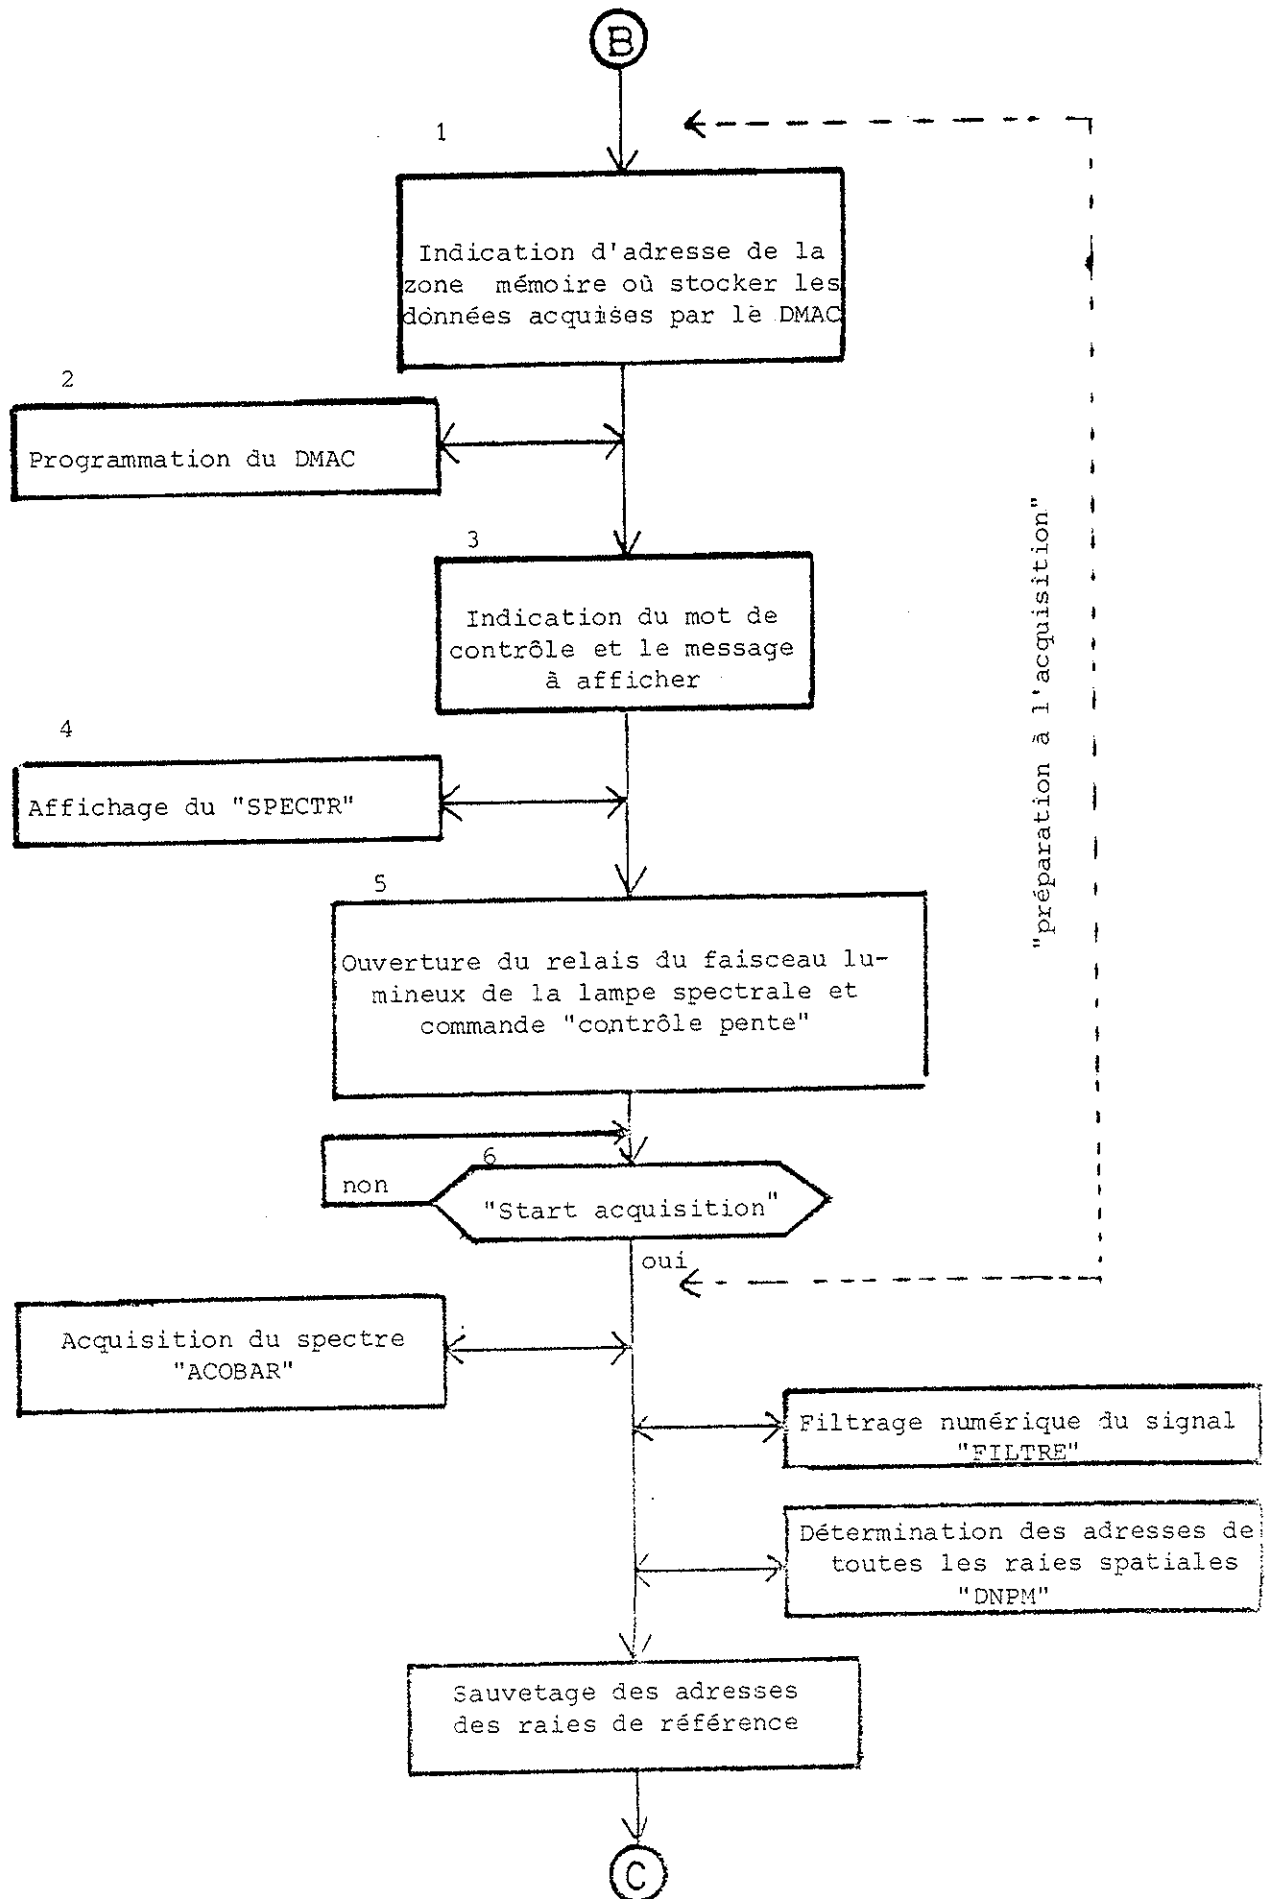 B
1
Indication d'adresse de la
zone mémoire où stocker les
données acquises par le DMAC
2
Programmation du DMAC
3
Indication du mot de
contrôle et le message
à afficher
4
Affichage du "SPECTR"
"préparation à l'acquisition"
5
Ouverture du relais du faisceau lu-
mineux de la lampe spectrale et
commande "contrôle pente"
6
non
"Start acquisition"
oui
Acquisition du spectre
"ACOBAR"
Filtrage numérique du signal
"FILTRE"
Détermination des adresses de
toutes les raies spatiales
"DNPM"
Sauvetage des adresses
des raies de référence
C